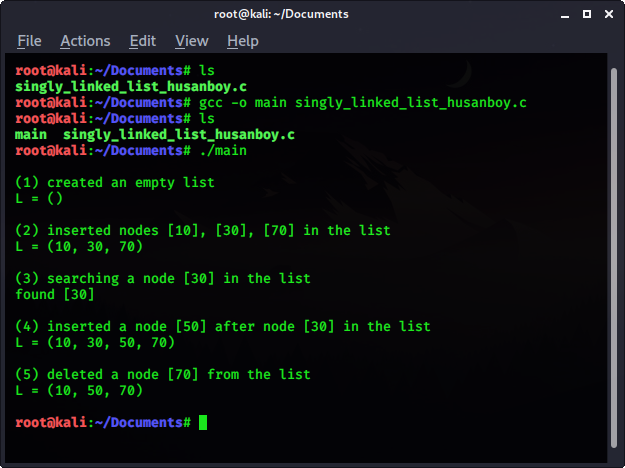 root@kali: ~/Documents
File Actions Edit View Help
root@kali:~/Documents# ls
singly_linked_list_husanboy.c
root@kali:~/Documents# gcc -o main singly_linked_list_husanboy.c
root@kali:~/Documents# ls
main  singly_linked_list_husanboy.c
root@kali:~/Documents# ./main
(1) created an empty list
L = ()
(2) inserted nodes [10], [30], [70] in the list
L = (10, 30, 70)
(3) searching a node [30] in the list
found [30]
(4) inserted a node [50] after node [30] in the list
L = (10, 30, 50, 70)
(5) deleted a node [70] from the list
L = (10, 50, 70)
root@kali:~/Documents#